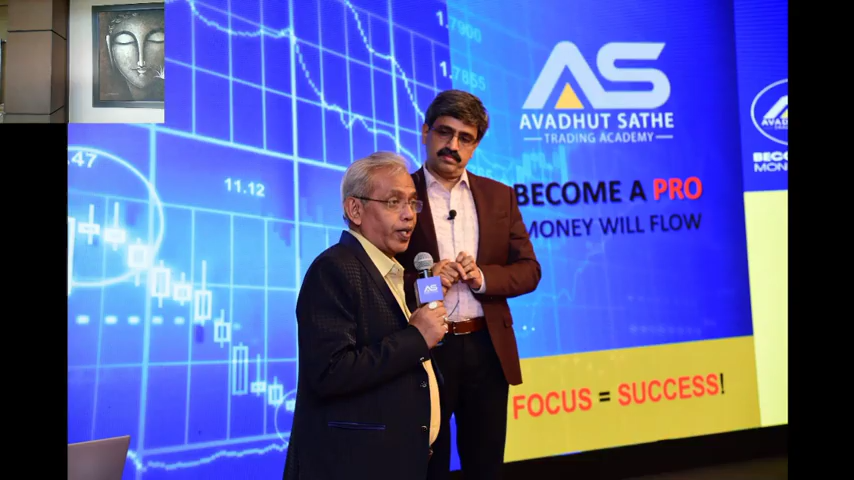 1.7900
1.7855
AS
AVADHUT SATHE
TRADING ACADEMY
BECOME A PRO
MONEY WILL FLOW
FOCUS = SUCCESS!
.47
11.12
AS